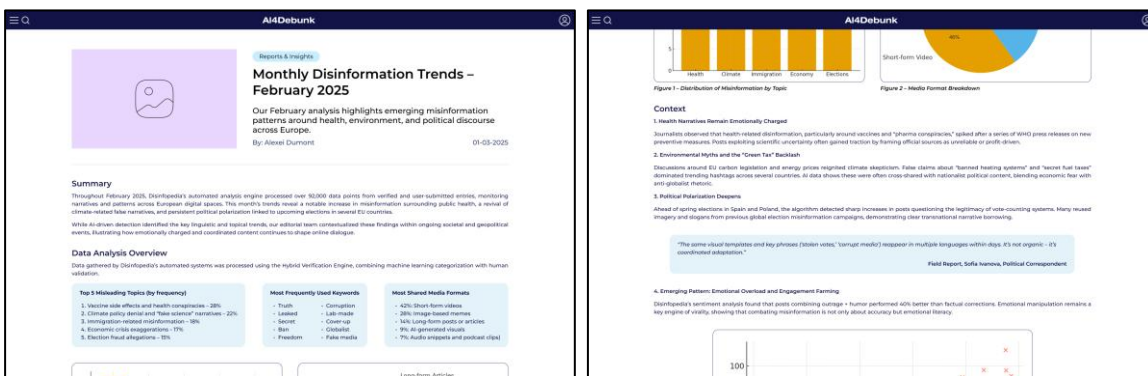 AI4Debunk
Reports & Insights
Monthly Disinformation Trends –
February 2025
Our February analysis highlights emerging misinformation
patterns around health, environment, and political discourse
across Europe.
By: Alexei Dumont 01-03-2025
Summary
Throughout February 2025, Disinfopedia's automated analysis engine processed over 92,000 data points from verified and user-submitted entries, monitoring
narratives and patterns across European digital spaces. This month's trends reveal a notable increase in misinformation surrounding public health, a revival of
climate-related false narratives, and persistent political polarization linked to upcoming elections in several EU countries.
While AI-driven detection identified the key linguistic and topical trends, our editorial team contextualized these findings within ongoing societal and geopolitical
events, illustrating how emotionally charged and coordinated content continues to shape online dialogue.
Data Analysis Overview
Data gathered by Disinfopedia's automated systems was processed using the Hybrid Verification Engine, combining machine learning categorization with human
validation.
Top 5 Misleading Topics (by frequency)
1. Vaccine side effects and health conspiracies – 28%
2. Climate policy denial and "fake science" narratives – 22%
3. Immigration-related misinformation – 18%
4. Economic crisis exaggerations – 17%
5. Election fraud allegations – 15%
Most Frequently Used Keywords
• Truth
• Leaked
• Secret
• Ban
• Freedom
• Corruption
• Lab-made
• Cover-up
• Globalist
• Fake media
Most Shared Media Formats
• 42%: Short-form videos
• 28%: Image-based memes
• 14%: Long-form posts or articles
• 9%: AI-generated visuals
• 7%: Audio snippets and podcast clips)
Long-form Articles
AI4Debunk
5
0
Health Climate Immigration Economy Elections
Short-form Video
Figure 1 – Distribution of Misinformation by Topic
Figure 2 – Media Format Breakdown
Context
1. Health Narratives Remain Emotionally Charged
Journalists observed that health-related disinformation, particularly around vaccines and "pharma conspiracies," spiked after a series of WHO press releases on new
preventive measures. Posts exploiting scientific uncertainty often gained traction by framing official sources as unreliable or profit-driven.
2. Environmental Myths and the "Green Tax" Backlash
Discussions around EU carbon legislation and energy prices reignited climate skepticism. False claims about "banned heating systems" and "secret fuel taxes"
dominated trending hashtags across several countries. AI data shows these were often cross-shared with nationalist political content, blending economic fear with
anti-globalist rhetoric.
3. Political Polarization Deepens
Ahead of spring elections in Spain and Poland, the algorithm detected sharp increases in posts questioning the legitimacy of vote-counting systems. Many reused
imagery and slogans from previous global election misinformation campaigns, demonstrating clear transnational narrative borrowing.
"The same visual templates and key phrases ('stolen votes,' 'corrupt media') reappear in multiple languages within days. It's not organic – it's
coordinated adaptation."
Field Report, Sofia Ivanova, Political Correspondent
4. Emerging Pattern: Emotional Overload and Engagement Farming
Disinfopedia's sentiment analysis found that posts combining outrage + humor performed 40% better than factual corrections. Emotional manipulation remains a
key engine of virality, showing that combating misinformation is not only about accuracy but emotional literacy.
100